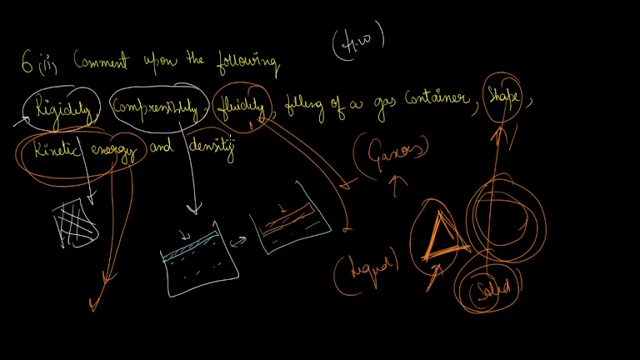 6 (ii) Comment upon the following
Rigidity, Compressibility, fluidity, filling of a gas container, Shape,
Kinetic energy and density
(Gases)
(Liquid)
(Solid)